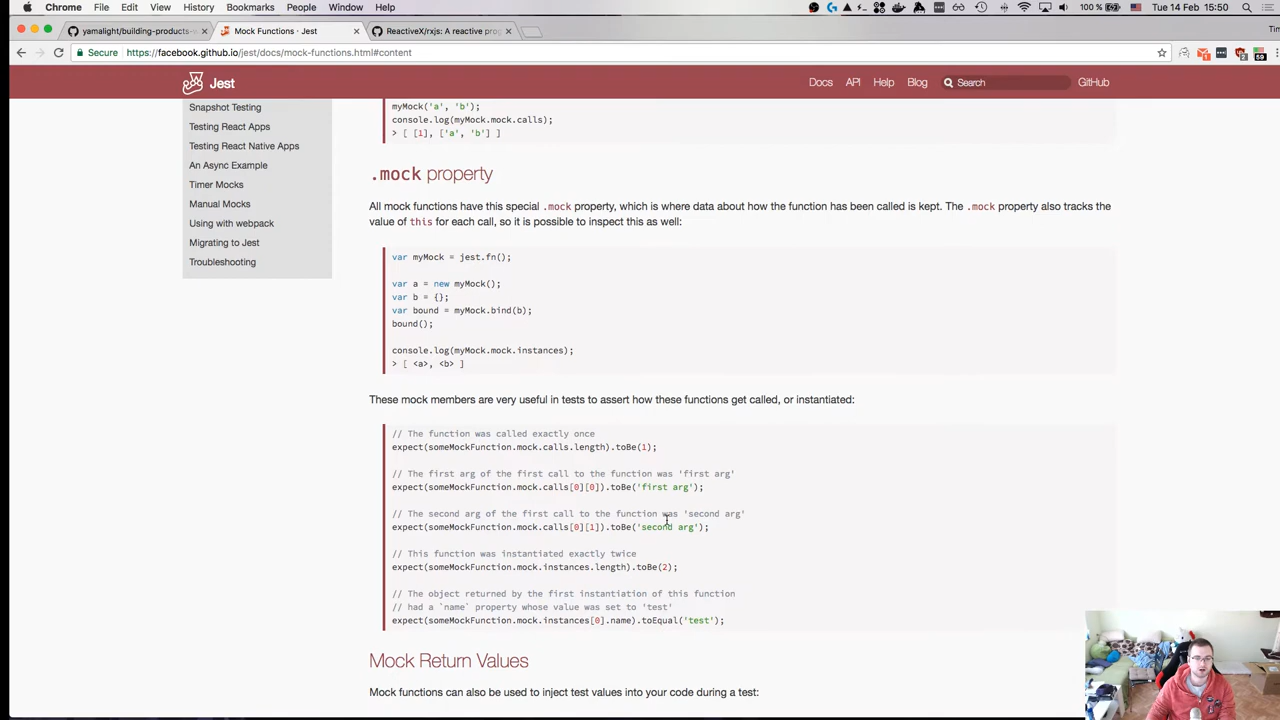 Chrome File Edit View History Bookmarks People Window Help 100 % Tue 14 Feb 15:50
yamalight/building-products- × Mock Functions · Jest × ReactiveX/rxjs: A reactive prog ×
Secure https://facebook.github.io/jest/docs/mock-functions.html#content
Jest Docs API Help Blog Search GitHub
Snapshot Testing
Testing React Apps
Testing React Native Apps
An Async Example
Timer Mocks
Manual Mocks
Using with webpack
Migrating to Jest
Troubleshooting
myMock('a', 'b');
console.log(myMock.mock.calls);
> [ [1], ['a', 'b'] ]
.mock property
All mock functions have this special .mock property, which is where data about how the function has been called is kept. The .mock property also tracks the
value of this for each call, so it is possible to inspect this as well:
var myMock = jest.fn();
var a = new myMock();
var b = {};
var bound = myMock.bind(b);
bound();
console.log(myMock.mock.instances);
> [ <a>, <b> ]
These mock members are very useful in tests to assert how these functions get called, or instantiated:
// The function was called exactly once
expect(someMockFunction.mock.calls.length).toBe(1);
// The first arg of the first call to the function was 'first arg'
expect(someMockFunction.mock.calls[0][0]).toBe('first arg');
// The second arg of the first call to the function was 'second arg'
expect(someMockFunction.mock.calls[0][1]).toBe('second arg');
// This function was instantiated exactly twice
expect(someMockFunction.mock.instances.length).toBe(2);
// The object returned by the first instantiation of this function
// had a `name` property whose value was set to 'test'
expect(someMockFunction.mock.instances[0].name).toEqual('test');
Mock Return Values
Mock functions can also be used to inject test values into your code during a test: